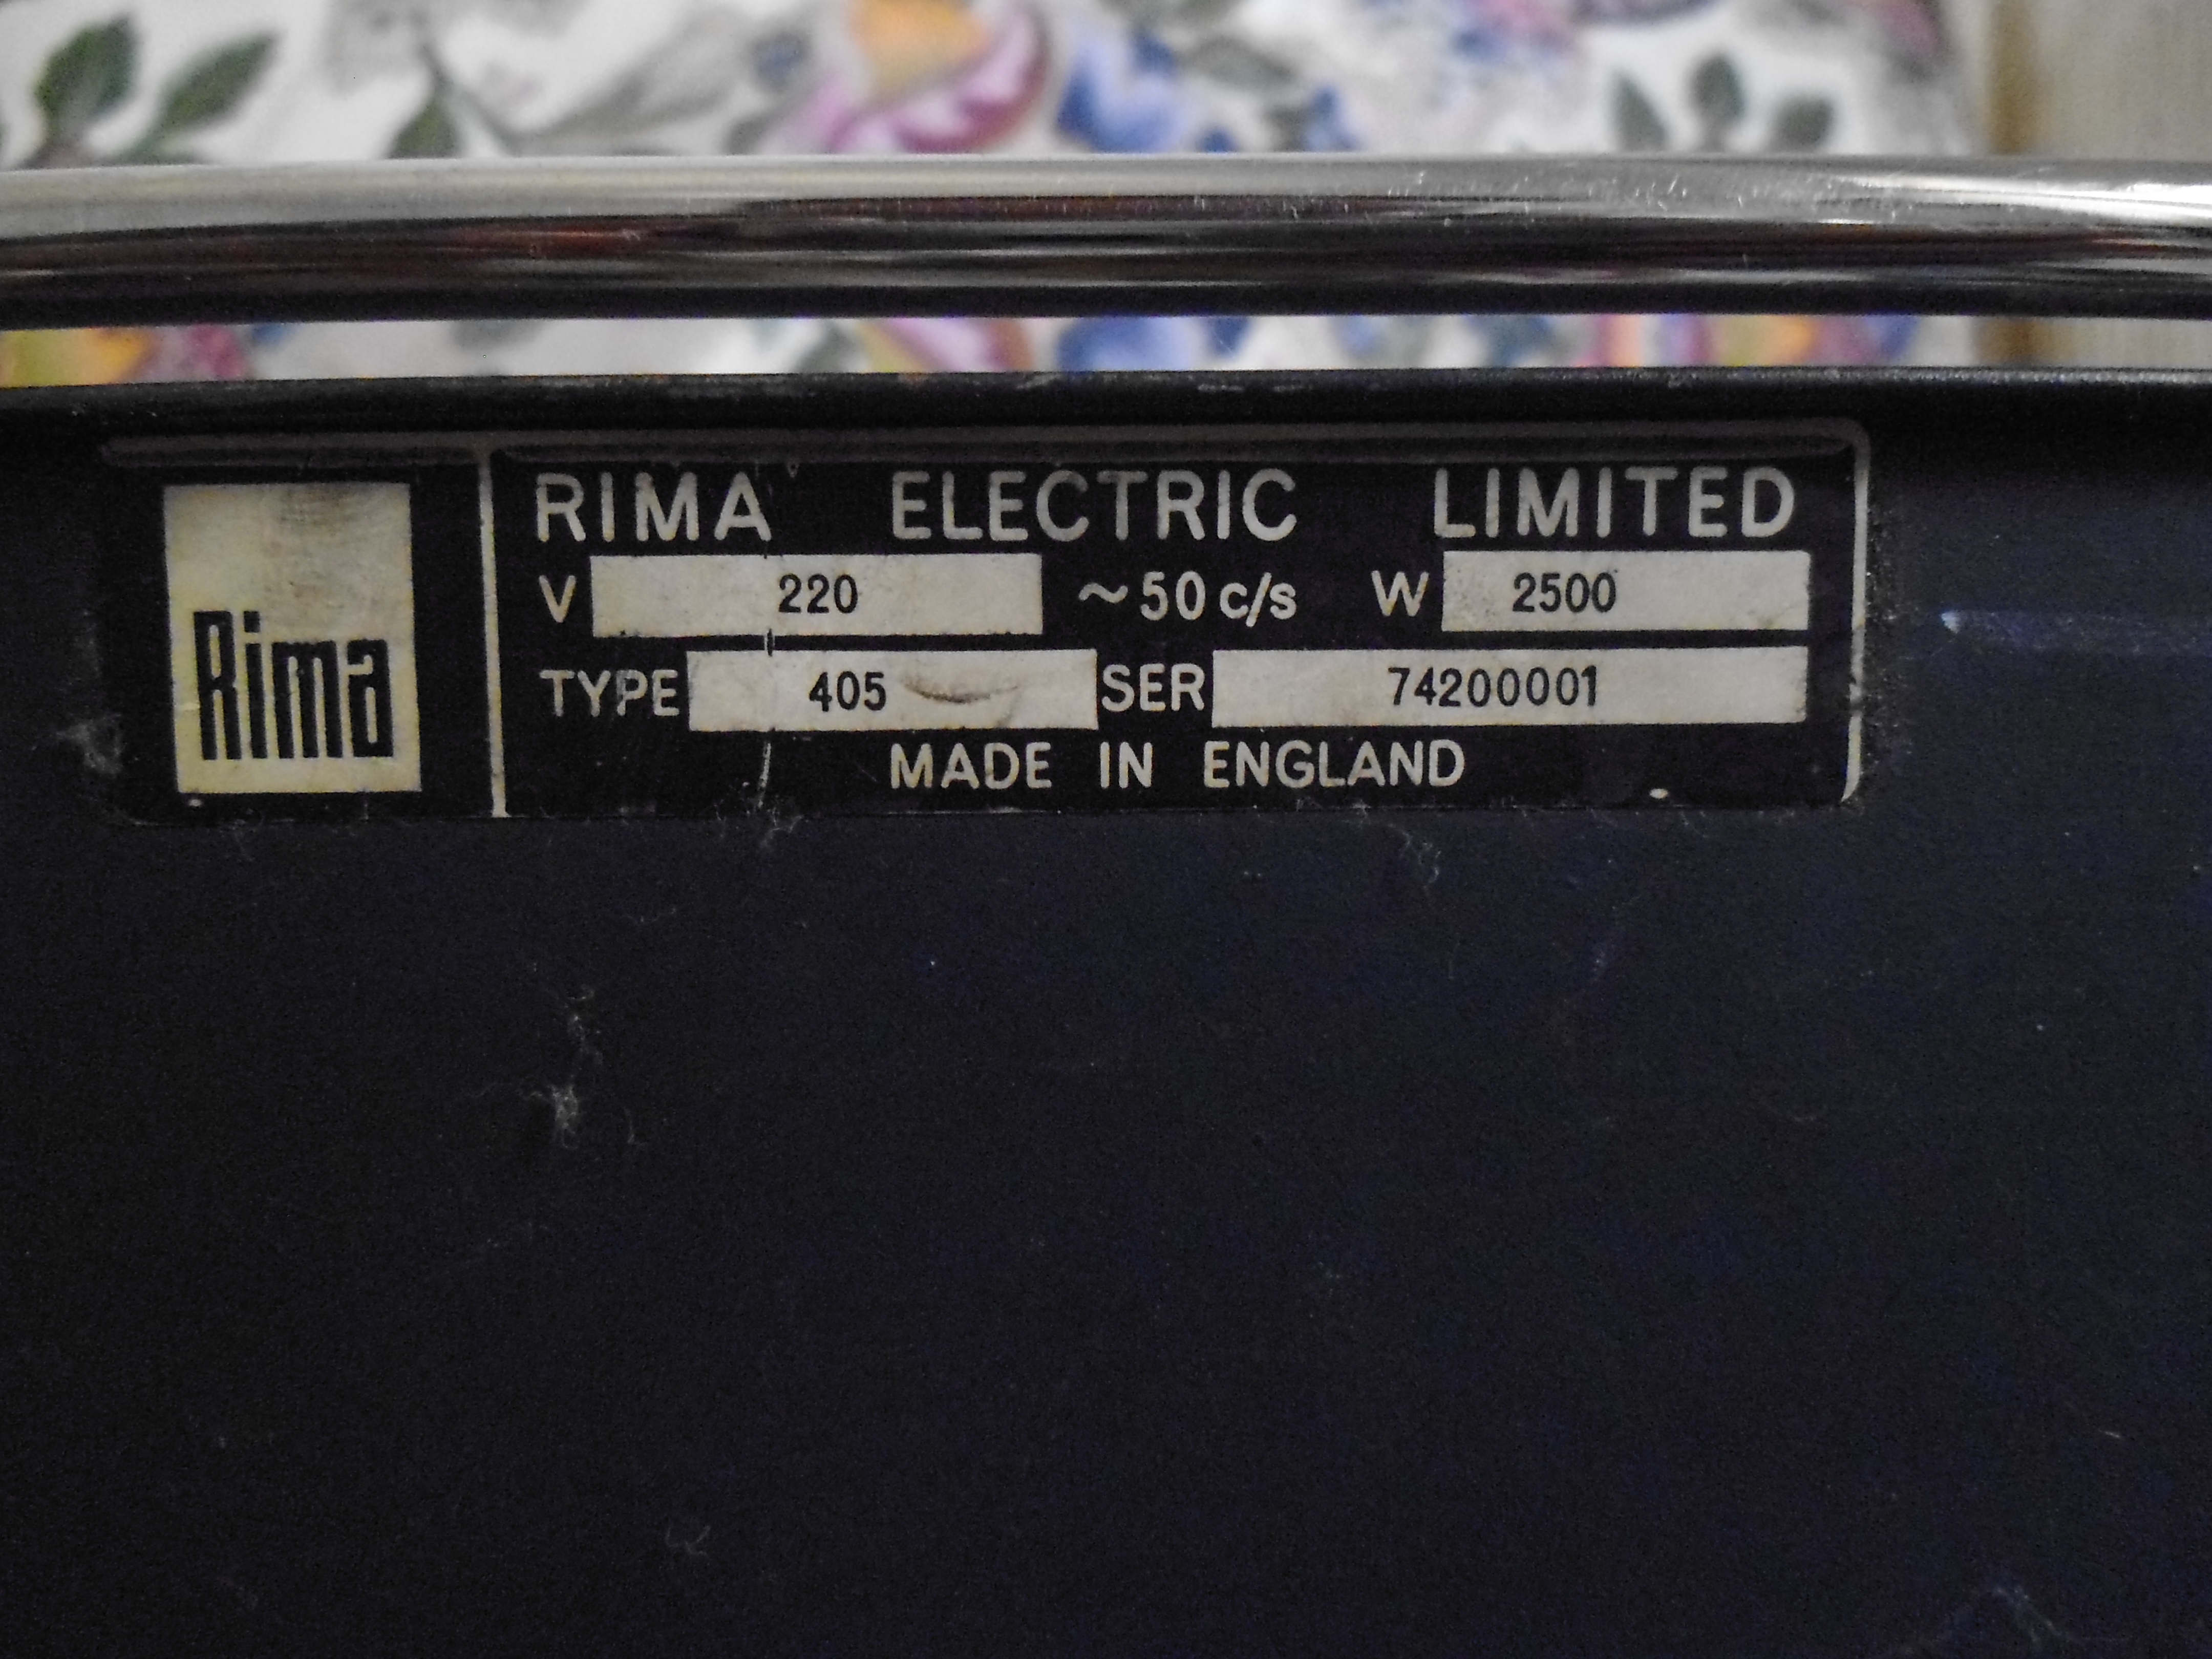 Rima
RIMA ELECTRIC LIMITED
V 220 ~50 c/s W 2500
TYPE 405 SER 74200001
MADE IN ENGLAND